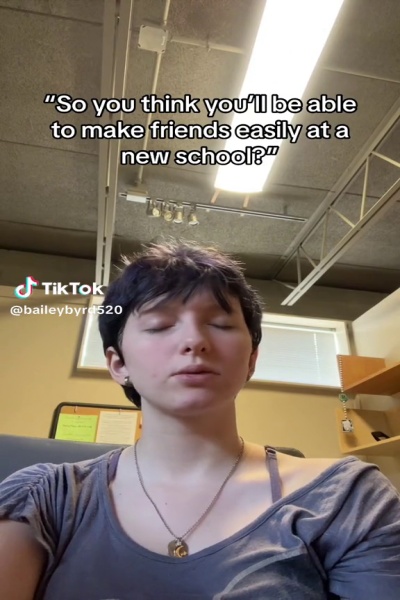 “So you think you’ll be able
to make friends easily at a
new school?”
TikTok
@baileybyrd520